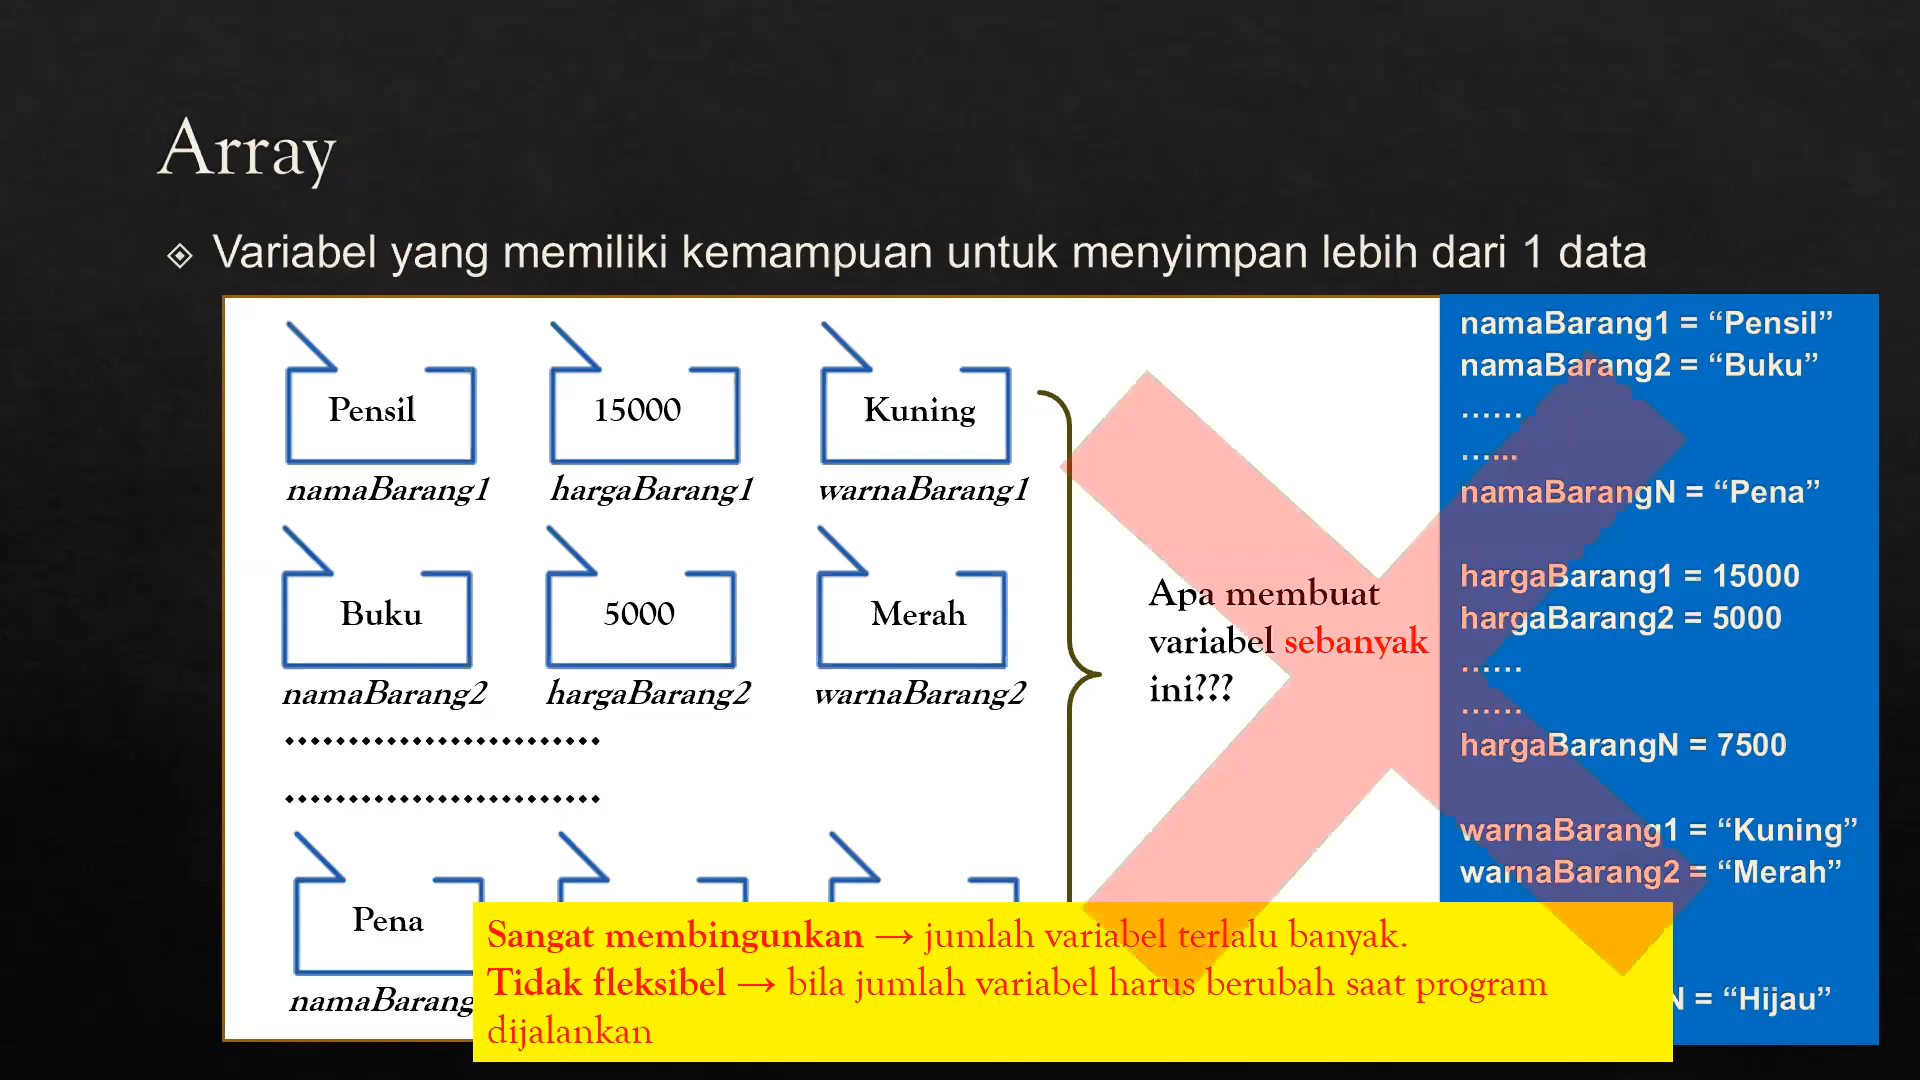 Array
Variabel yang memiliki kemampuan untuk menyimpan lebih dari 1 data
Pensil
15000
Kuning
namaBarang1
hargaBarang1
warnaBarang1
Buku
5000
Merah
namaBarang2
hargaBarang2
warnaBarang2
Pena
namaBarang
Apa membuat
variabel sebanyak
ini???
namaBarang1 = “Pensil”
namaBarang2 = “Buku”
……
……
namaBarangN = “Pena”
hargaBarang1 = 15000
hargaBarang2 = 5000
……
……
hargaBarangN = 7500
warnaBarang1 = “Kuning”
warnaBarang2 = “Merah”
N = “Hijau”
Sangat membingunkan → jumlah variabel terlalu banyak.
Tidak fleksibel → bila jumlah variabel harus berubah saat program
dijalankan